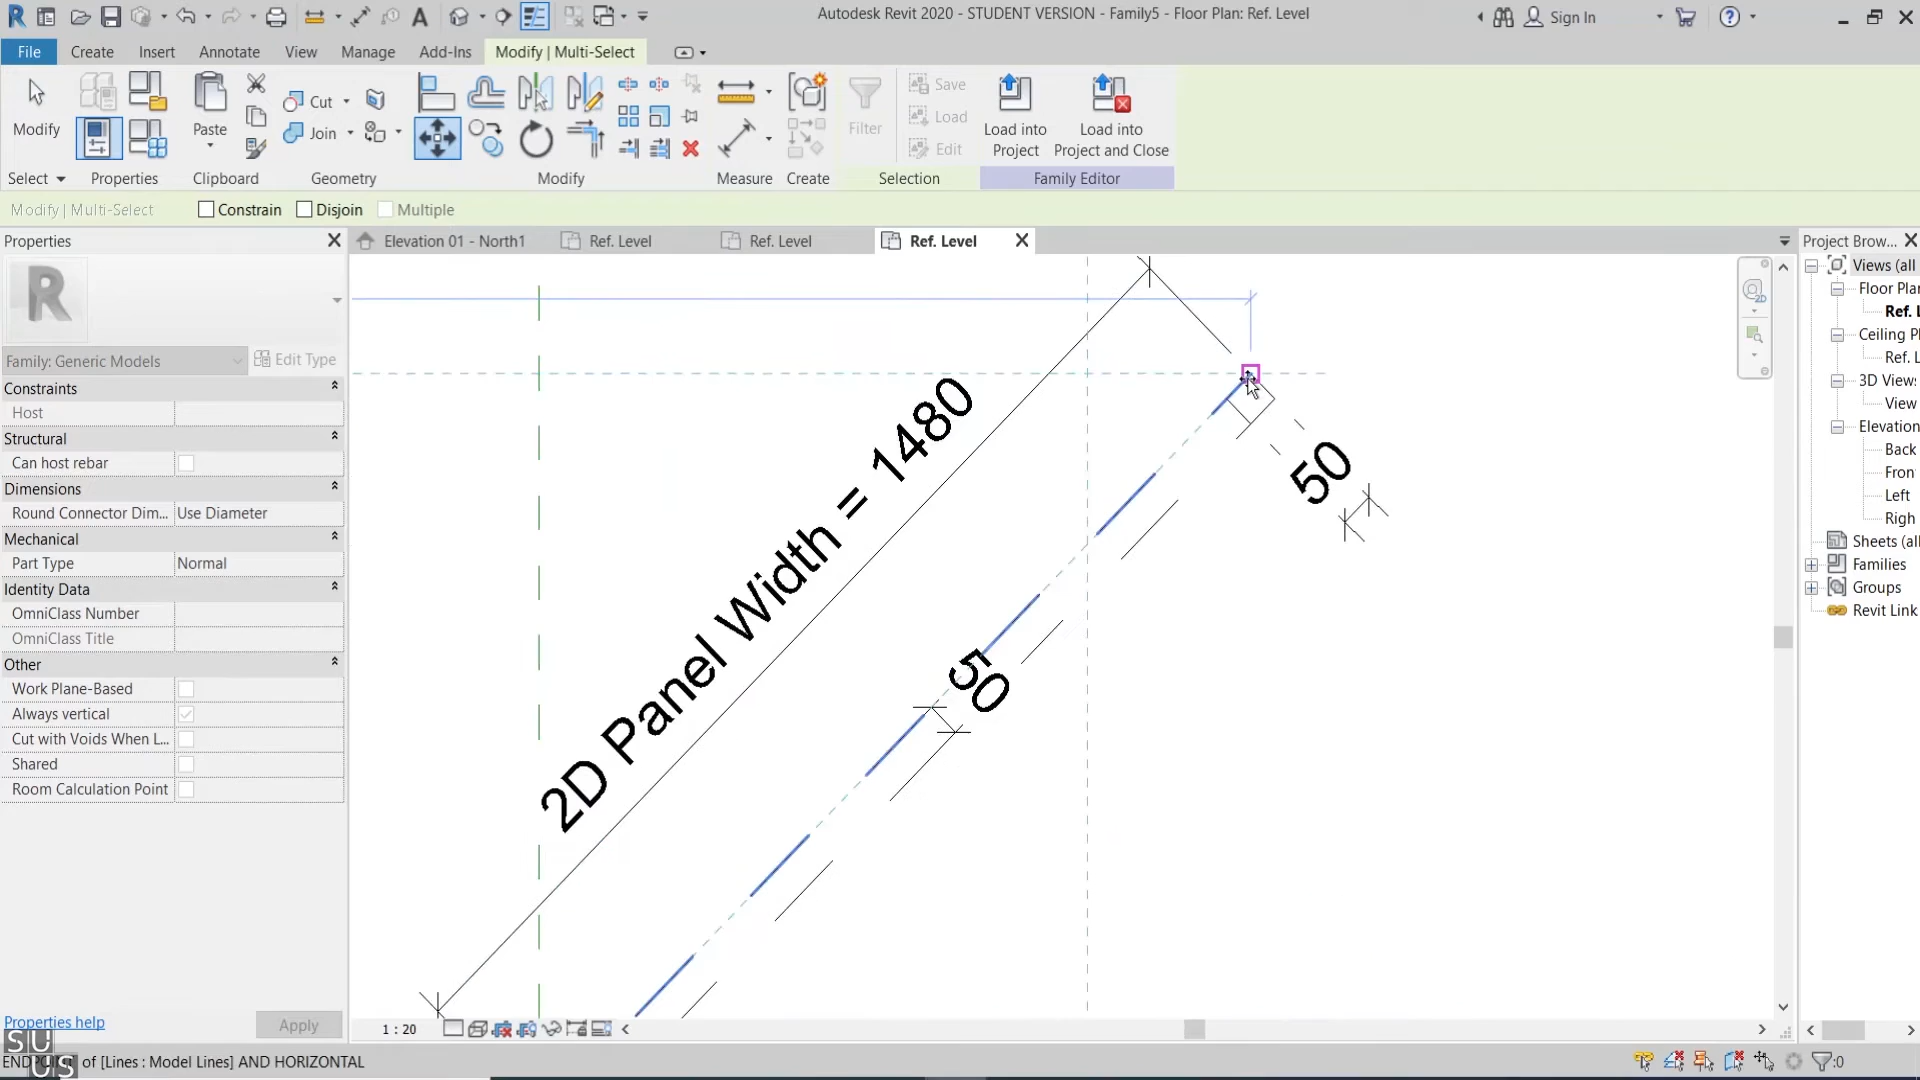 Autodesk Revit 2020 - STUDENT VERSION - Family5 - Floor Plan: Ref. Level
Sign In
File Create Insert Annotate View Manage Add-Ins Modify | Multi-Select
Modify
Paste
Cut
Join
Filter
Save
Load
Edit
Load into Project
Load into Project and Close
Select Properties Clipboard Geometry Modify Measure Create Selection Family Editor
Modify | Multi-Select Constrain Disjoin Multiple
Properties
Elevation 01 - North1 Ref. Level Ref. Level Ref. Level
Project Brow...
R
Family: Generic Models Edit Type
Constraints
Host
Structural
Can host rebar
Dimensions
Round Connector Dim... Use Diameter
Mechanical
Part Type Normal
Identity Data
OmniClass Number
OmniClass Title
Other
Work Plane-Based
Always vertical
Cut with Voids When L...
Shared
Room Calculation Point
Properties help Apply
2D Panel Width = 1480
50
50
2D
Views (all
Floor Plan
Ref. L
Ceiling Pl
Ref. L
3D Views
View
Elevation
Back
Fron
Left
Righ
Sheets (all
Families
Groups
Revit Link
1 : 20
of [Lines : Model Lines] AND HORIZONTAL
:0